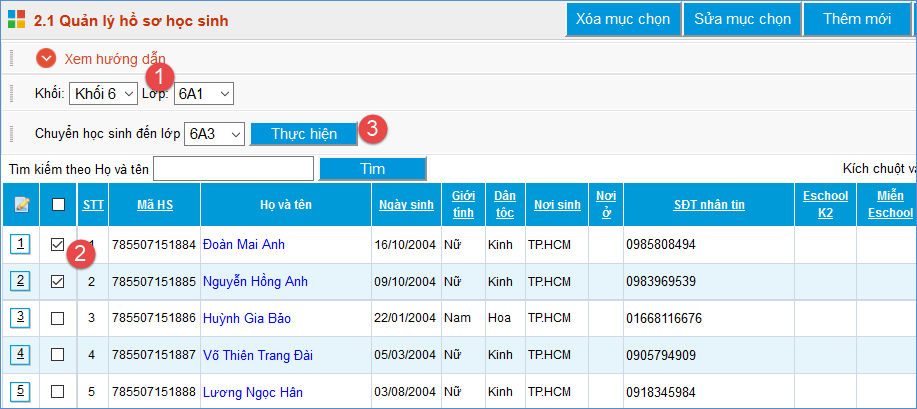 2.1 Quản lý hồ sơ học sinh Xóa mục chọn Sửa mục chọn Thêm mới
Xem hướng dẫn
1
Khối: Khối 6 Lớp: 6A1
Chuyển học sinh đến lớp 6A3 Thực hiện 3
Tìm kiếm theo Họ và tên Tìm Kích chuột và
STT Mã HS Họ và tên Ngày sinh Giới tính Dân tộc Nơi sinh Nơi ở SĐT nhân tin Eschool K2 Miễn Eschool
1 1 785507151884 Đoàn Mai Anh 16/10/2004 Nữ Kinh TP.HCM 0985808494
2
2 2 785507151885 Nguyễn Hồng Anh 09/10/2004 Nữ Kinh TP.HCM 0983969539
3 3 785507151886 Huỳnh Gia Bảo 22/01/2004 Nam Hoa TP.HCM 01668116676
4 4 785507151887 Võ Thiên Trang Đài 05/03/2004 Nữ Kinh TP.HCM 0905794909
5 5 785507151888 Lương Ngọc Hân 03/08/2004 Nữ Kinh TP.HCM 0918345984